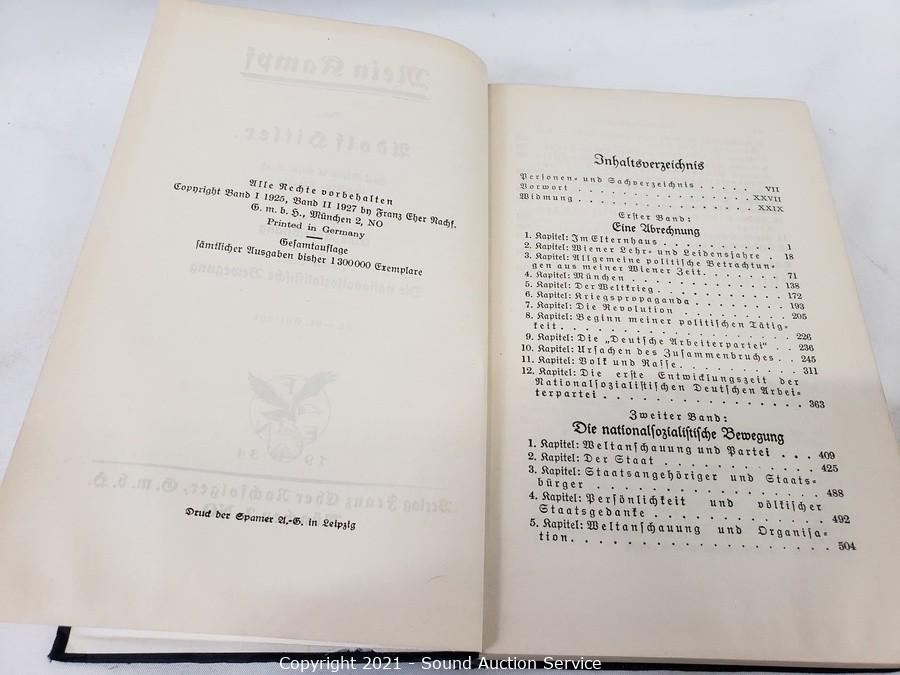 Alle Rechte vorbehalten
Copyright Band I 1925, Band II 1927 by Franz Eher Nachf.
G. m. b. H., München 2, NO
Printed in Germany
Gesamtauflage
sämtlicher Ausgaben bisher 1 300 000 Exemplare
Druck der Spamer A.-G. in Leipzig
Inhaltsverzeichnis
Personen- und Sachverzeichnis . . . . . VII
Vorwort . . . . . . . . . . . . . XXVII
Widmung . . . . . . . . . . . . . XXIX
Erster Band:
Eine Abrechnung
1. Kapitel: Im Elternhaus . . . . . . . . . . 1
2. Kapitel: Wiener Lehr- und Leidensjahre . 18
3. Kapitel: Allgemeine politische Betrachtun-
gen aus meiner Wiener Zeit . . . . . . 71
4. Kapitel: München . . . . . . . . . . . 138
5. Kapitel: Der Weltkrieg . . . . . . . . . 172
6. Kapitel: Kriegspropaganda . . . . . . . 193
7. Kapitel: Die Revolution . . . . . . . . 205
8. Kapitel: Beginn meiner politischen Tätig-
keit . . . . . . . . . . . . . . . . 226
9. Kapitel: Die „Deutsche Arbeiterpartei“ . . 236
10. Kapitel: Ursachen des Zusammenbruches . . 245
11. Kapitel: Volk und Rasse . . . . . . . . 311
12. Kapitel: Die erste Entwicklungszeit der
Nationalsozialistischen Deutschen Arbei-
terpartei . . . . . . . . . . . . . . 363
Zweiter Band:
Die nationalsozialistische Bewegung
1. Kapitel: Weltanschauung und Partei . . . 409
2. Kapitel: Der Staat . . . . . . . . . . 425
3. Kapitel: Staatsangehöriger und Staats-
bürger . . . . . . . . . . . . . . . 488
4. Kapitel: Persönlichkeit und völkischer
Staatsgedanke . . . . . . . . . . . . 492
5. Kapitel: Weltanschauung und Organisa-
tion . . . . . . . . . . . . . . . . 504
Copyright 2021 - Sound Auction Service